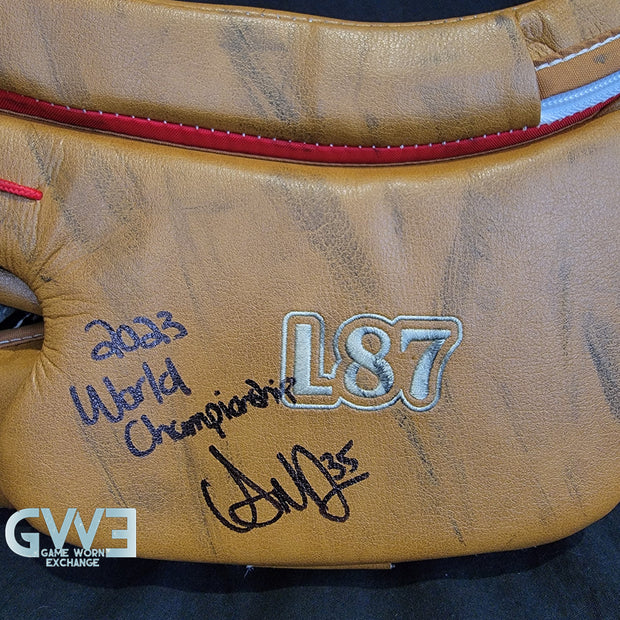 L87
2023
World
Championship
35
GWE
GAME WORN
EXCHANGE